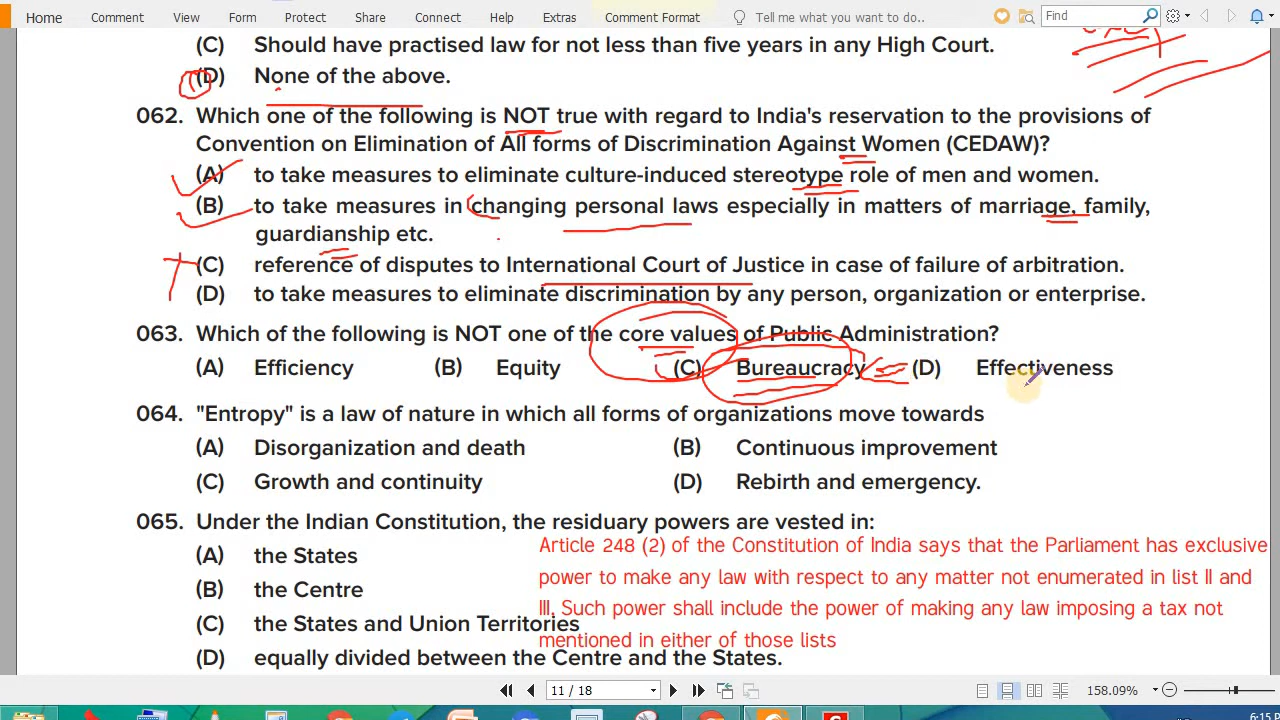 Home Comment View Form Protect Share Connect Help Extras Comment Format Tell me what you want to do.. Find
(C) Should have practised law for not less than five years in any High Court.
(D) None of the above.
062. Which one of the following is NOT true with regard to India's reservation to the provisions of
Convention on Elimination of All forms of Discrimination Against Women (CEDAW)?
(A) to take measures to eliminate culture-induced stereotype role of men and women.
(B) to take measures in changing personal laws especially in matters of marriage, family,
guardianship etc.
(C) reference of disputes to International Court of Justice in case of failure of arbitration.
(D) to take measures to eliminate discrimination by any person, organization or enterprise.
063. Which of the following is NOT one of the core values of Public Administration?
(A) Efficiency (B) Equity (C) Bureaucracy (D) Effectiveness
064. "Entropy" is a law of nature in which all forms of organizations move towards
(A) Disorganization and death (B) Continuous improvement
(C) Growth and continuity (D) Rebirth and emergency.
065. Under the Indian Constitution, the residuary powers are vested in:
Article 248 (2) of the Constitution of India says that the Parliament has exclusive
(A) the States
power to make any law with respect to any matter not enumerated in list II and
(B) the Centre
III. Such power shall include the power of making any law imposing a tax not
(C) the States and Union Territories
mentioned in either of those lists
(D) equally divided between the Centre and the States.
11 / 18 158.09%